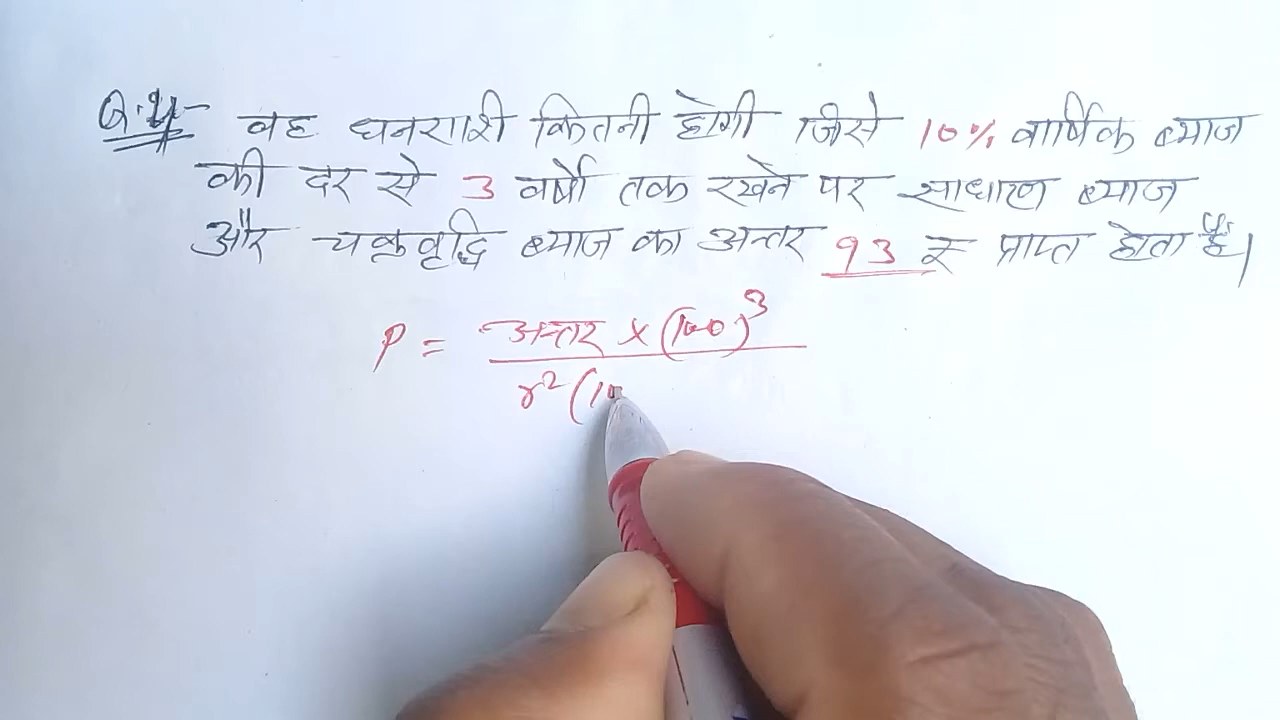 Q.4- वह धनराशी कितनी होगी जिसे 10% वार्षिक ब्याज
की दर से 3 वर्षो तक रखने पर साधारण ब्याज
और चक्रवृद्धि ब्याज का अन्तर 93 रू प्राप्त होता है।
P = अन्तर × (100)³
r² (10